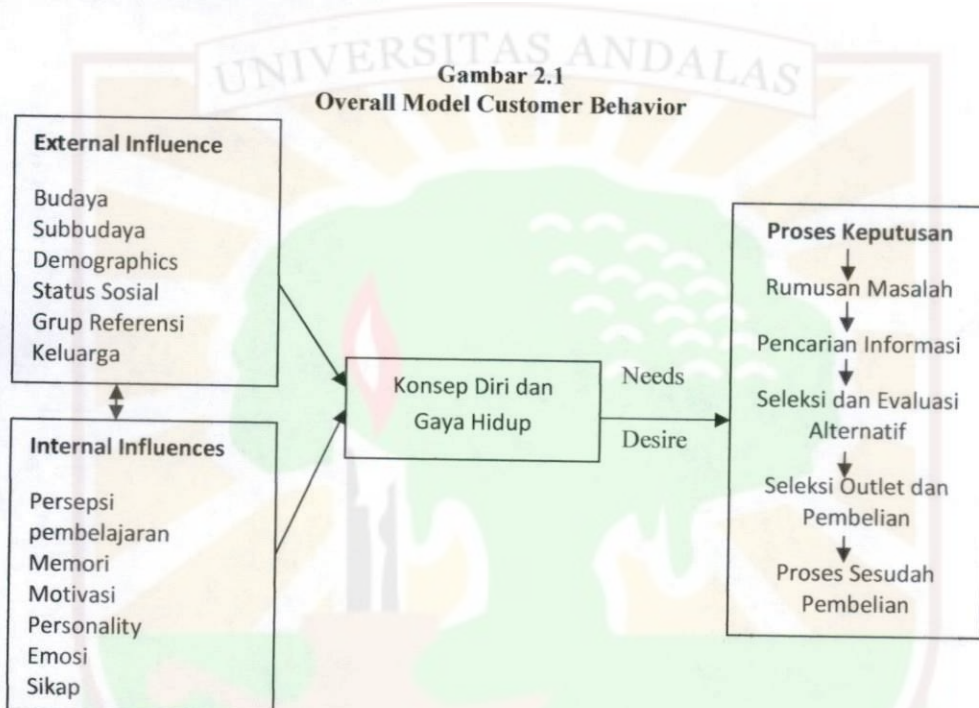 UNIVERSITAS ANDALAS
Gambar 2.1
Overall Model Customer Behavior
External Influence
Budaya
Subbudaya
Demographics
Status Sosial
Grup Referensi
Keluarga
Internal Influences
Persepsi
pembelajaran
Memori
Motivasi
Personality
Emosi
Sikap
Konsep Diri dan
Gaya Hidup
Needs
Desire
Proses Keputusan
Rumusan Masalah
Pencarian Informasi
Seleksi dan Evaluasi
Alternatif
Seleksi Outlet dan
Pembelian
Proses Sesudah
Pembelian